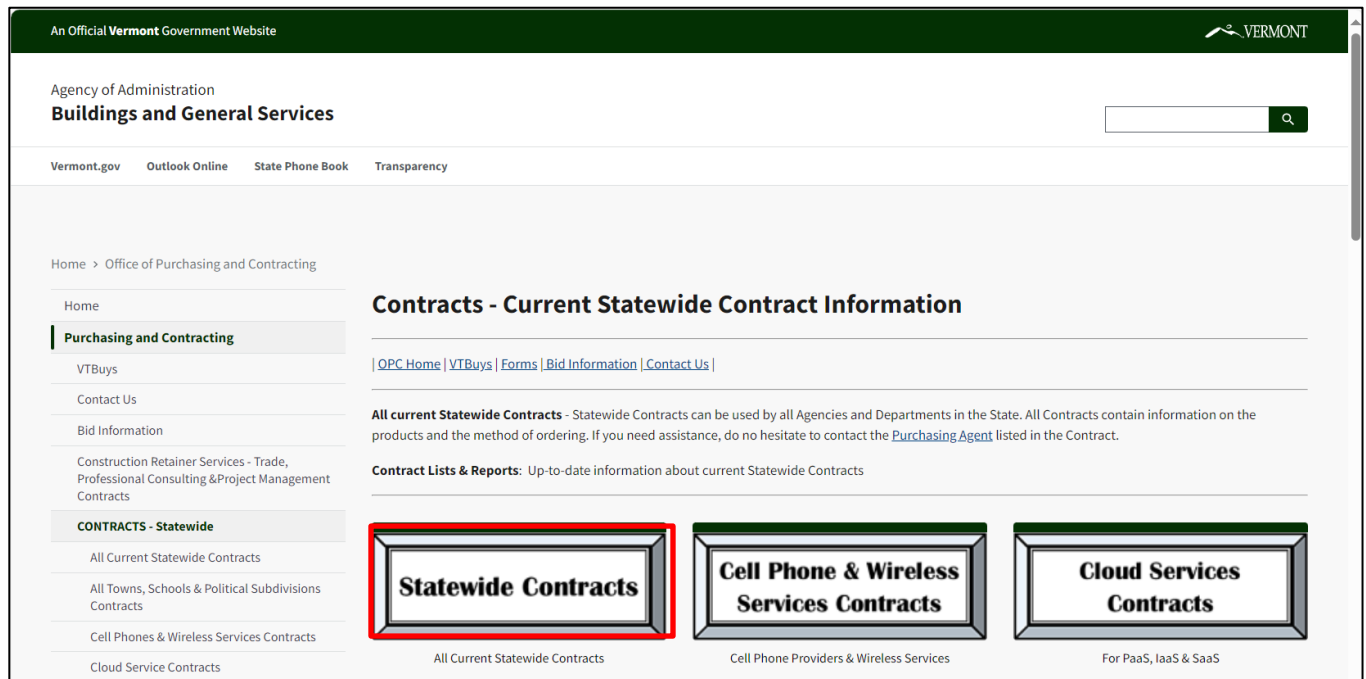 An Official Vermont Government Website
VERMONT
Agency of Administration
Buildings and General Services
Vermont.gov Outlook Online State Phone Book Transparency
Home > Office of Purchasing and Contracting
Home
Purchasing and Contracting
VTBuys
Contact Us
Bid Information
Construction Retainer Services - Trade,
Professional Consulting &Project Management
Contracts
CONTRACTS - Statewide
All Current Statewide Contracts
All Towns, Schools & Political Subdivisions
Contracts
Cell Phones & Wireless Services Contracts
Cloud Service Contracts
Contracts - Current Statewide Contract Information
| OPC Home | VTBuys | Forms | Bid Information | Contact Us |
All current Statewide Contracts - Statewide Contracts can be used by all Agencies and Departments in the State. All Contracts contain information on the
products and the method of ordering. If you need assistance, do no hesitate to contact the Purchasing Agent listed in the Contract.
Contract Lists & Reports: Up-to-date information about current Statewide Contracts
Statewide Contracts
All Current Statewide Contracts
Cell Phone & Wireless
Services Contracts
Cell Phone Providers & Wireless Services
Cloud Services
Contracts
For PaaS, IaaS & SaaS